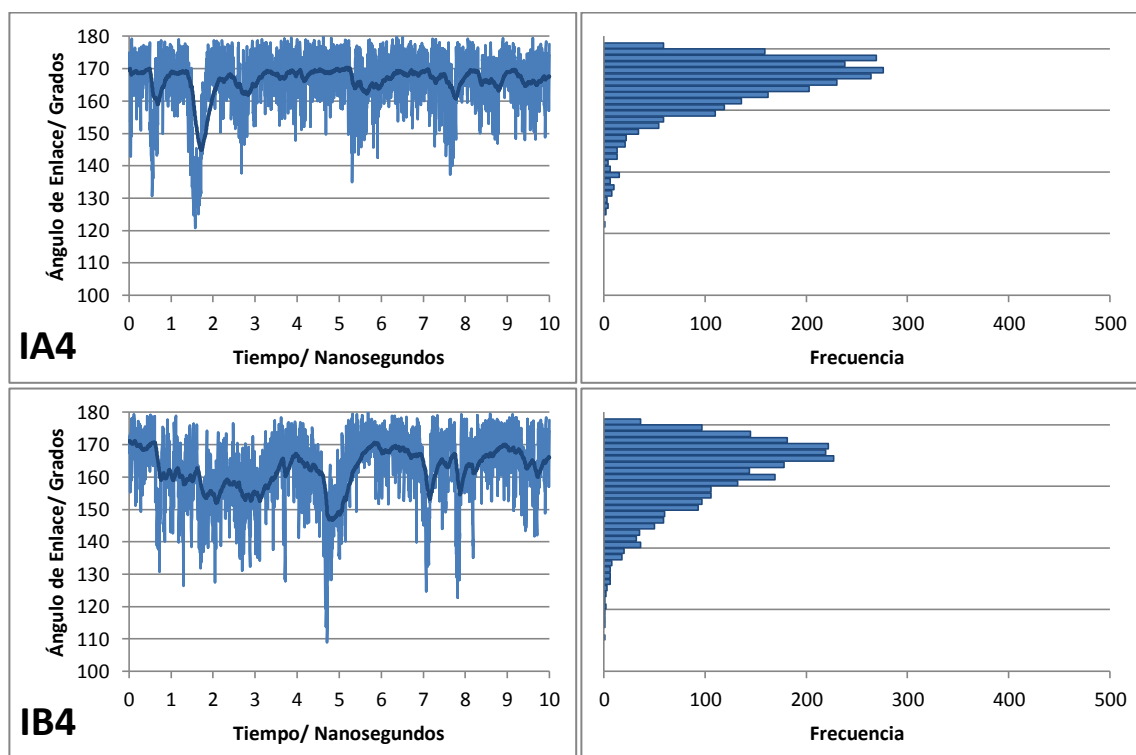 Ángulo de Enlace/ Grados
180
170
160
150
140
130
120
110
100
0 1 2 3 4 5 6 7 8 9 10
Tiempo/ Nanosegundos
IA4
0 100 200 300 400 500
Frecuencia
Ángulo de Enlace/ Grados
180
170
160
150
140
130
120
110
100
0 1 2 3 4 5 6 7 8 9 10
Tiempo/ Nanosegundos
IB4
0 100 200 300 400 500
Frecuencia